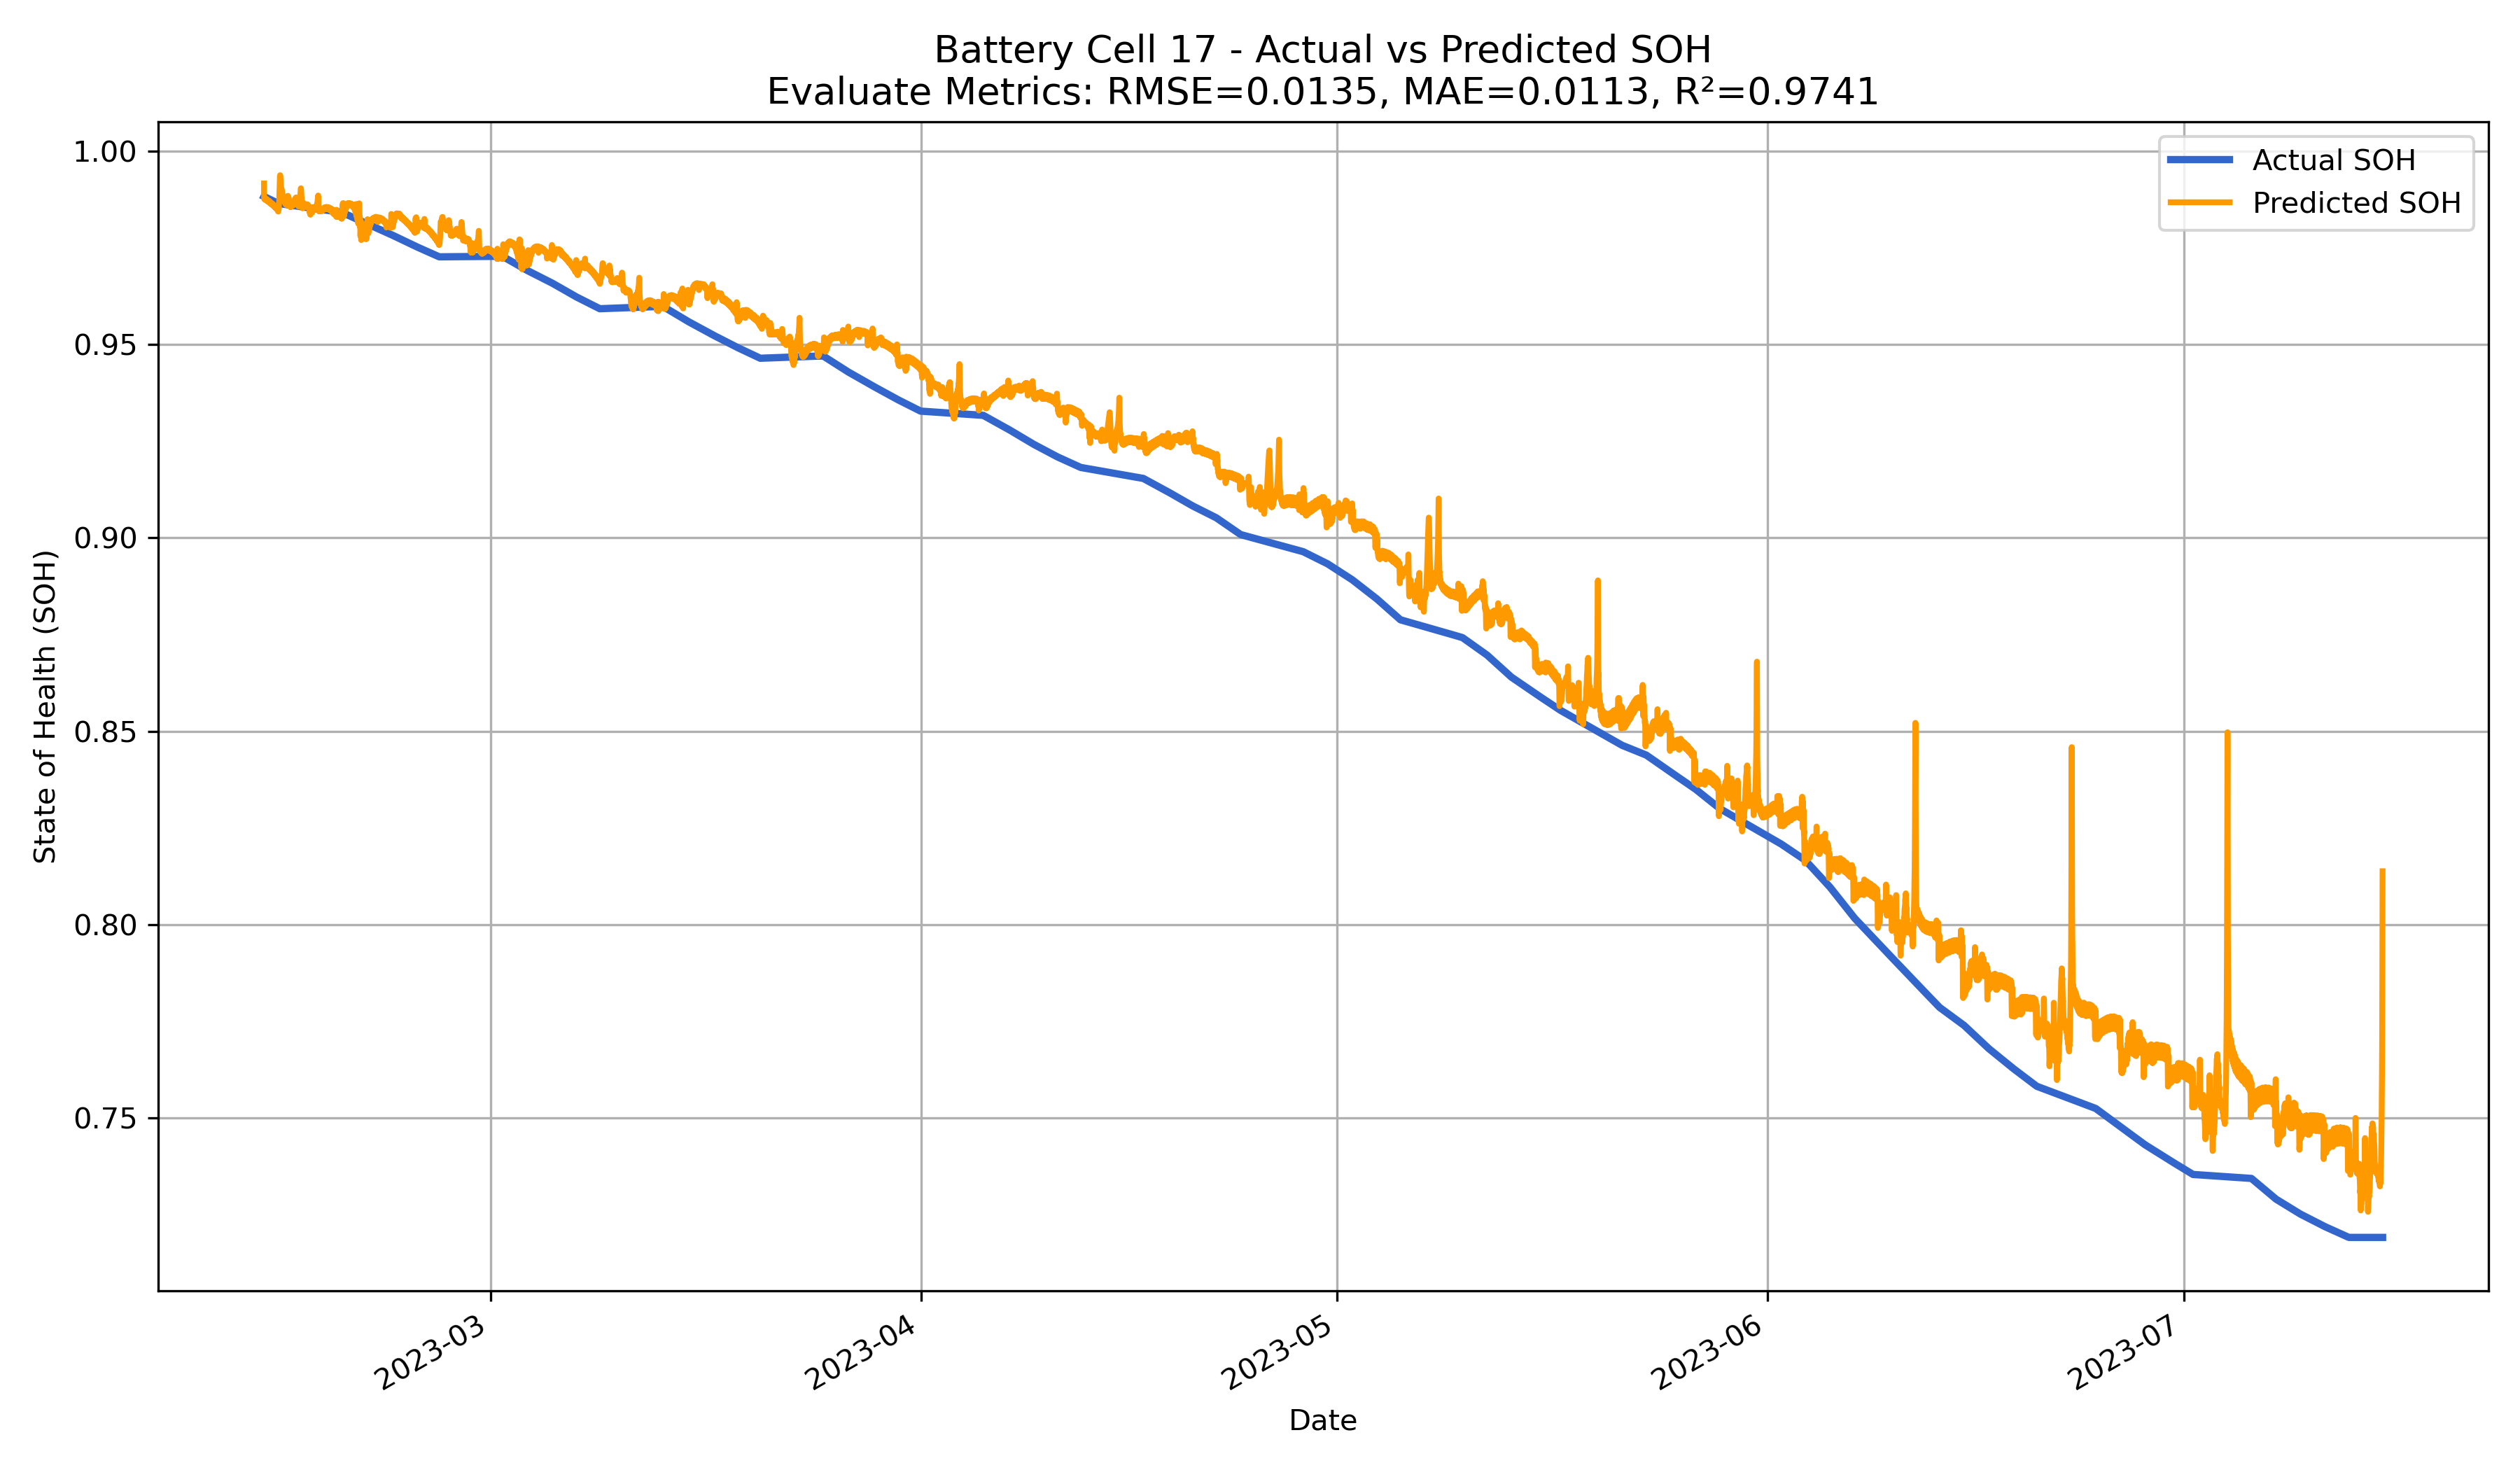 Battery Cell 17 - Actual vs Predicted SOH
Evaluate Metrics: RMSE=0.0135, MAE=0.0113, R²=0.9741
Actual SOH
Predicted SOH
State of Health (SOH)
1.00
0.95
0.90
0.85
0.80
0.75
2023-03
2023-04
2023-05
2023-06
2023-07
Date